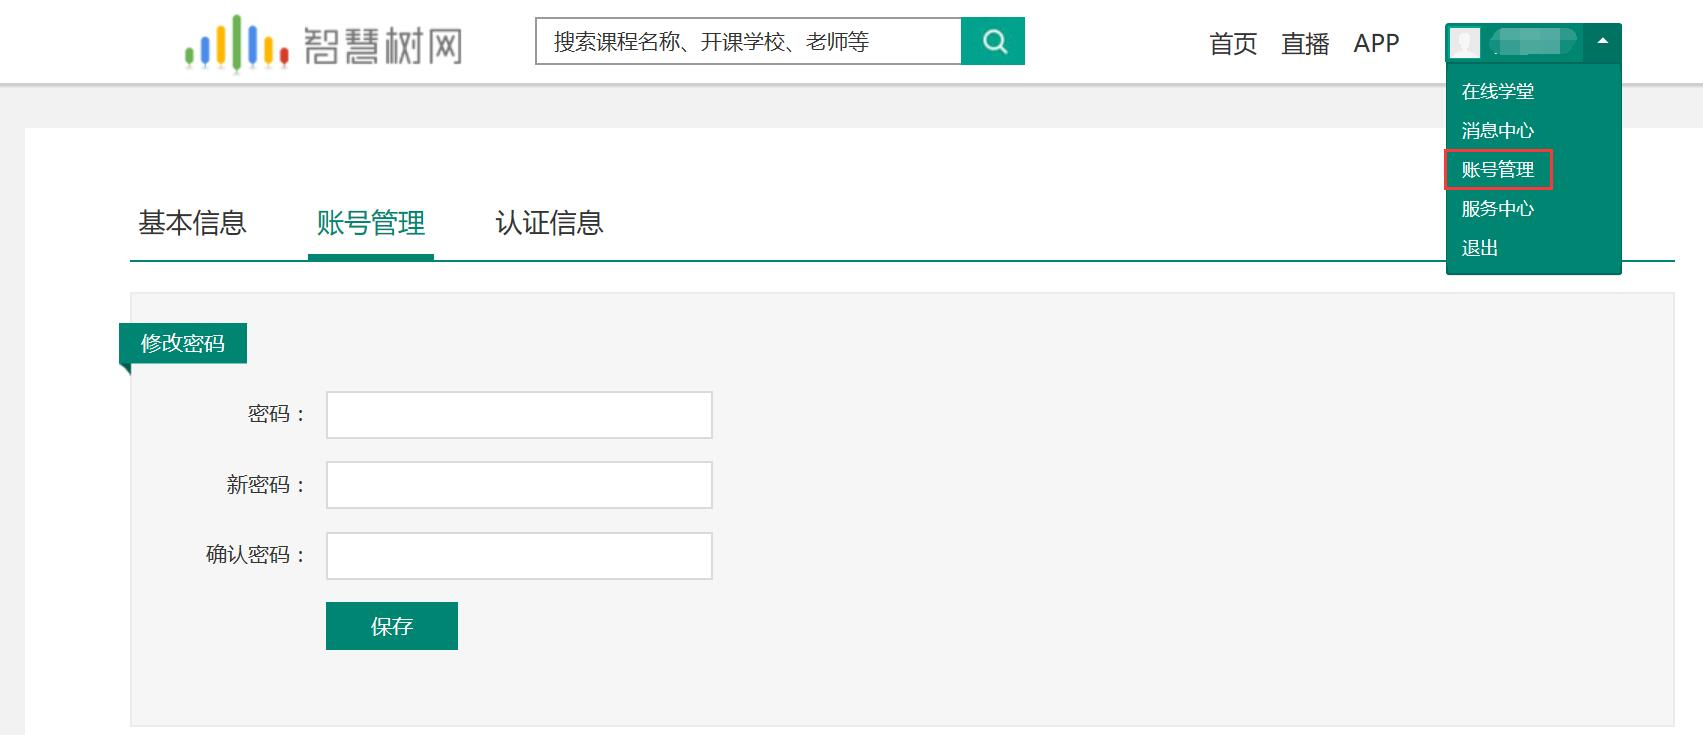 智慧树网
搜索课程名称、开课学校、老师等
首页 直播 APP
在线学堂
消息中心
账号管理
服务中心
退出
基本信息 账号管理 认证信息
修改密码
密码：
新密码：
确认密码：
保存